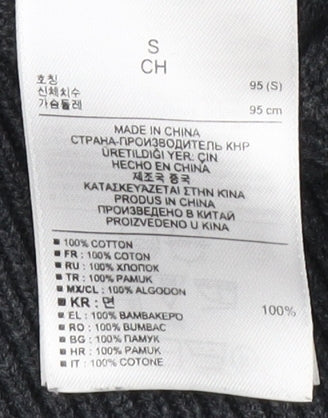 S
CH
호칭 95 (S)
신체치수
가슴둘레 95 cm
MADE IN CHINA
СТРАНА-ПРОИЗВОДИТЕЛЬ КНР
ÜRETILDIĞI YER: ÇIN
HECHO EN CHINA
제조국 중국
ΚΑΤΑΣΚΕΥΑΖΕΤΑΙ ΣΤΗΝ ΚΙΝΑ
PRODUS IN CHINA
ПРОИЗВЕДЕНО В КИТАЙ
PROIZVEDENO U KINA
100% COTTON
FR : 100% COTON
RU : 100% ХЛОПОК
TR : 100% PAMUK
MX/CL : 100% ALGODON
KR : 면 100%
EL : 100% ΒΑΜΒΑΚΕΡΟ
RO : 100% BUMBAC
BG : 100% ПАМУК
HR : 100% PAMUK
IT : 100% COTONE